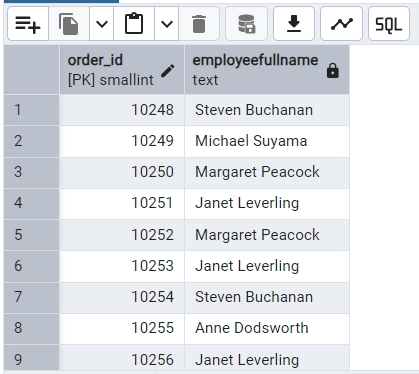 SQL
order_id employeefullname
[PK] smallint text
1 10248 Steven Buchanan
2 10249 Michael Suyama
3 10250 Margaret Peacock
4 10251 Janet Leverling
5 10252 Margaret Peacock
6 10253 Janet Leverling
7 10254 Steven Buchanan
8 10255 Anne Dodsworth
9 10256 Janet Leverling